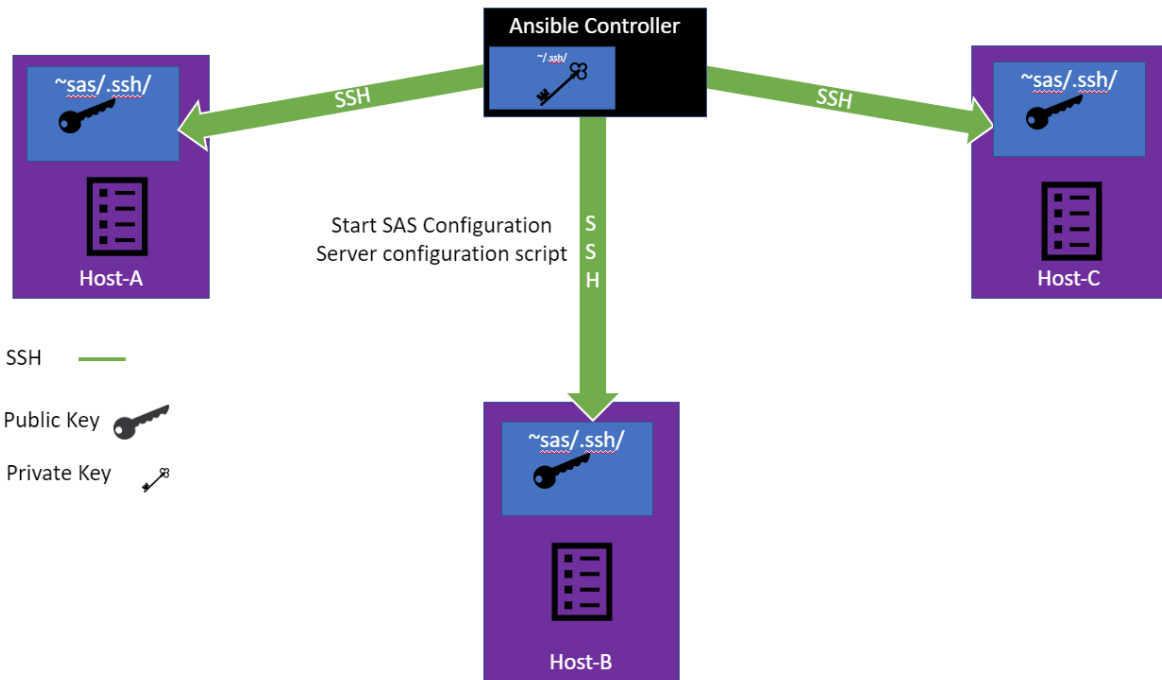 Ansible Controller
~/.ssh/
~sas/.ssh/
SSH
Host-A
SSH
~sas/.ssh/
Host-C
Start SAS Configuration
Server configuration script
S
S
H
SSH
Public Key
Private Key
~sas/.ssh/
Host-B